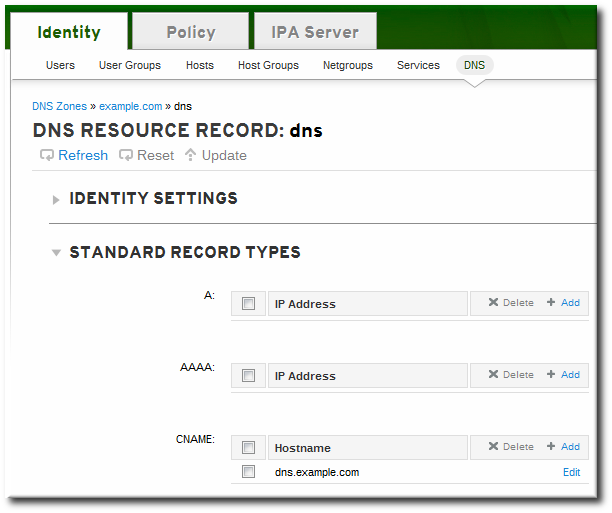 Identity Policy IPA Server
Users User Groups Hosts Host Groups Netgroups Services DNS
DNS Zones » example.com » dns
DNS RESOURCE RECORD: dns
Refresh Reset Update
IDENTITY SETTINGS
STANDARD RECORD TYPES
A: IP Address Delete Add
AAAA: IP Address Delete Add
CNAME: Hostname Delete Add
dns.example.com Edit